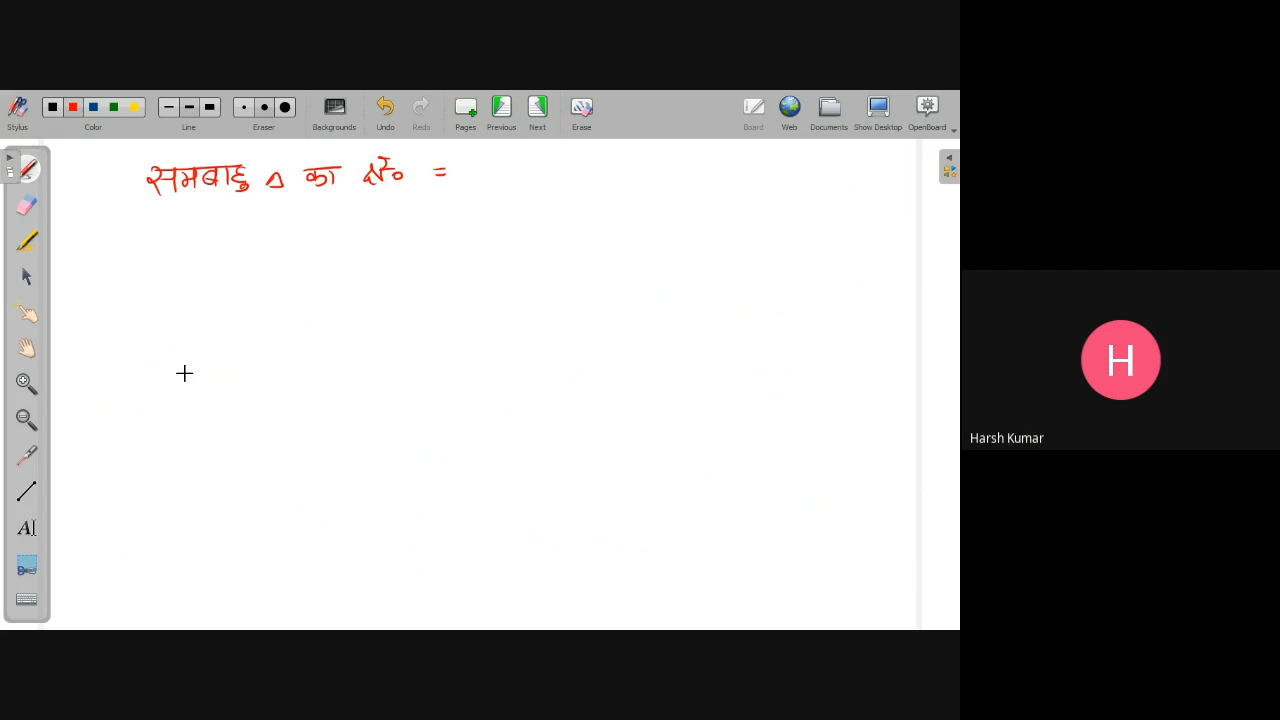 Stylus Color Line Eraser Backgrounds Undo Redo Pages Previous Next Erase Board Web Documents Show Desktop OpenBoard
समबाहु Δ का क्षे० =
H
Harsh Kumar